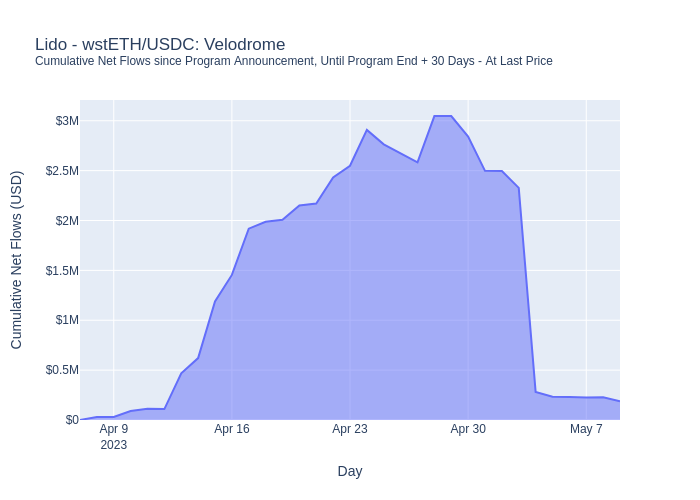 Lido - wstETH/USDC: Velodrome
Cumulative Net Flows since Program Announcement, Until Program End + 30 Days - At Last Price
Cumulative Net Flows (USD)
$3M
$2.5M
$2M
$1.5M
$1M
$0.5M
$0
Apr 9 Apr 16 Apr 23 Apr 30 May 7
2023
Day